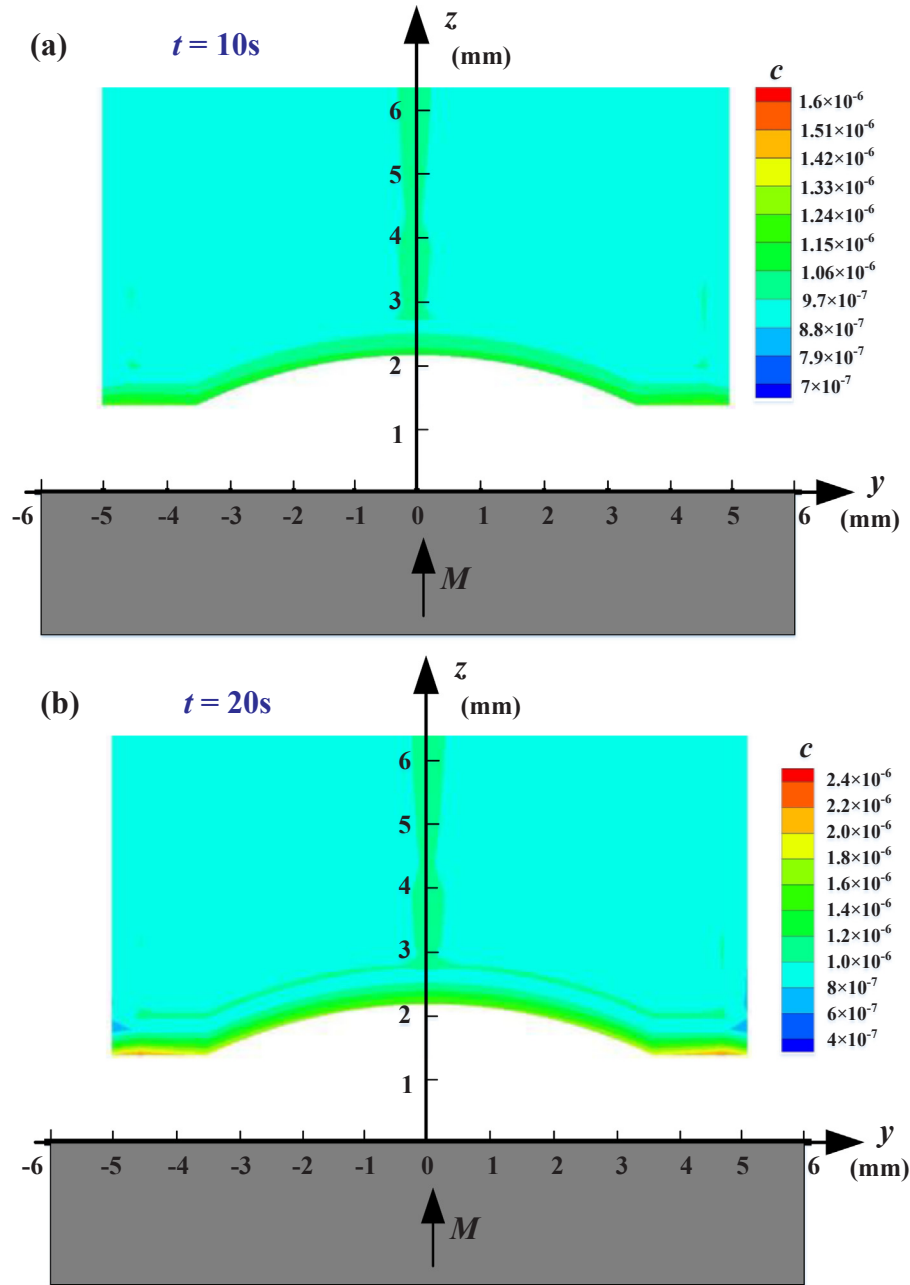 (a)
t = 10s
z
(mm)
c
1.6×10⁻⁶
1.51×10⁻⁶
1.42×10⁻⁶
1.33×10⁻⁶
1.24×10⁻⁶
1.15×10⁻⁶
1.06×10⁻⁶
9.7×10⁻⁷
8.8×10⁻⁷
7.9×10⁻⁷
7×10⁻⁷
6
5
4
3
2
1
-6 -5 -4 -3 -2 -1 0 1 2 3 4 5 6
y
(mm)
M
(b)
t = 20s
z
(mm)
c
2.4×10⁻⁶
2.2×10⁻⁶
2.0×10⁻⁶
1.8×10⁻⁶
1.6×10⁻⁶
1.4×10⁻⁶
1.2×10⁻⁶
1.0×10⁻⁶
8×10⁻⁷
6×10⁻⁷
4×10⁻⁷
6
5
4
3
2
1
-6 -5 -4 -3 -2 -1 0 1 2 3 4 5 6
y
(mm)
M